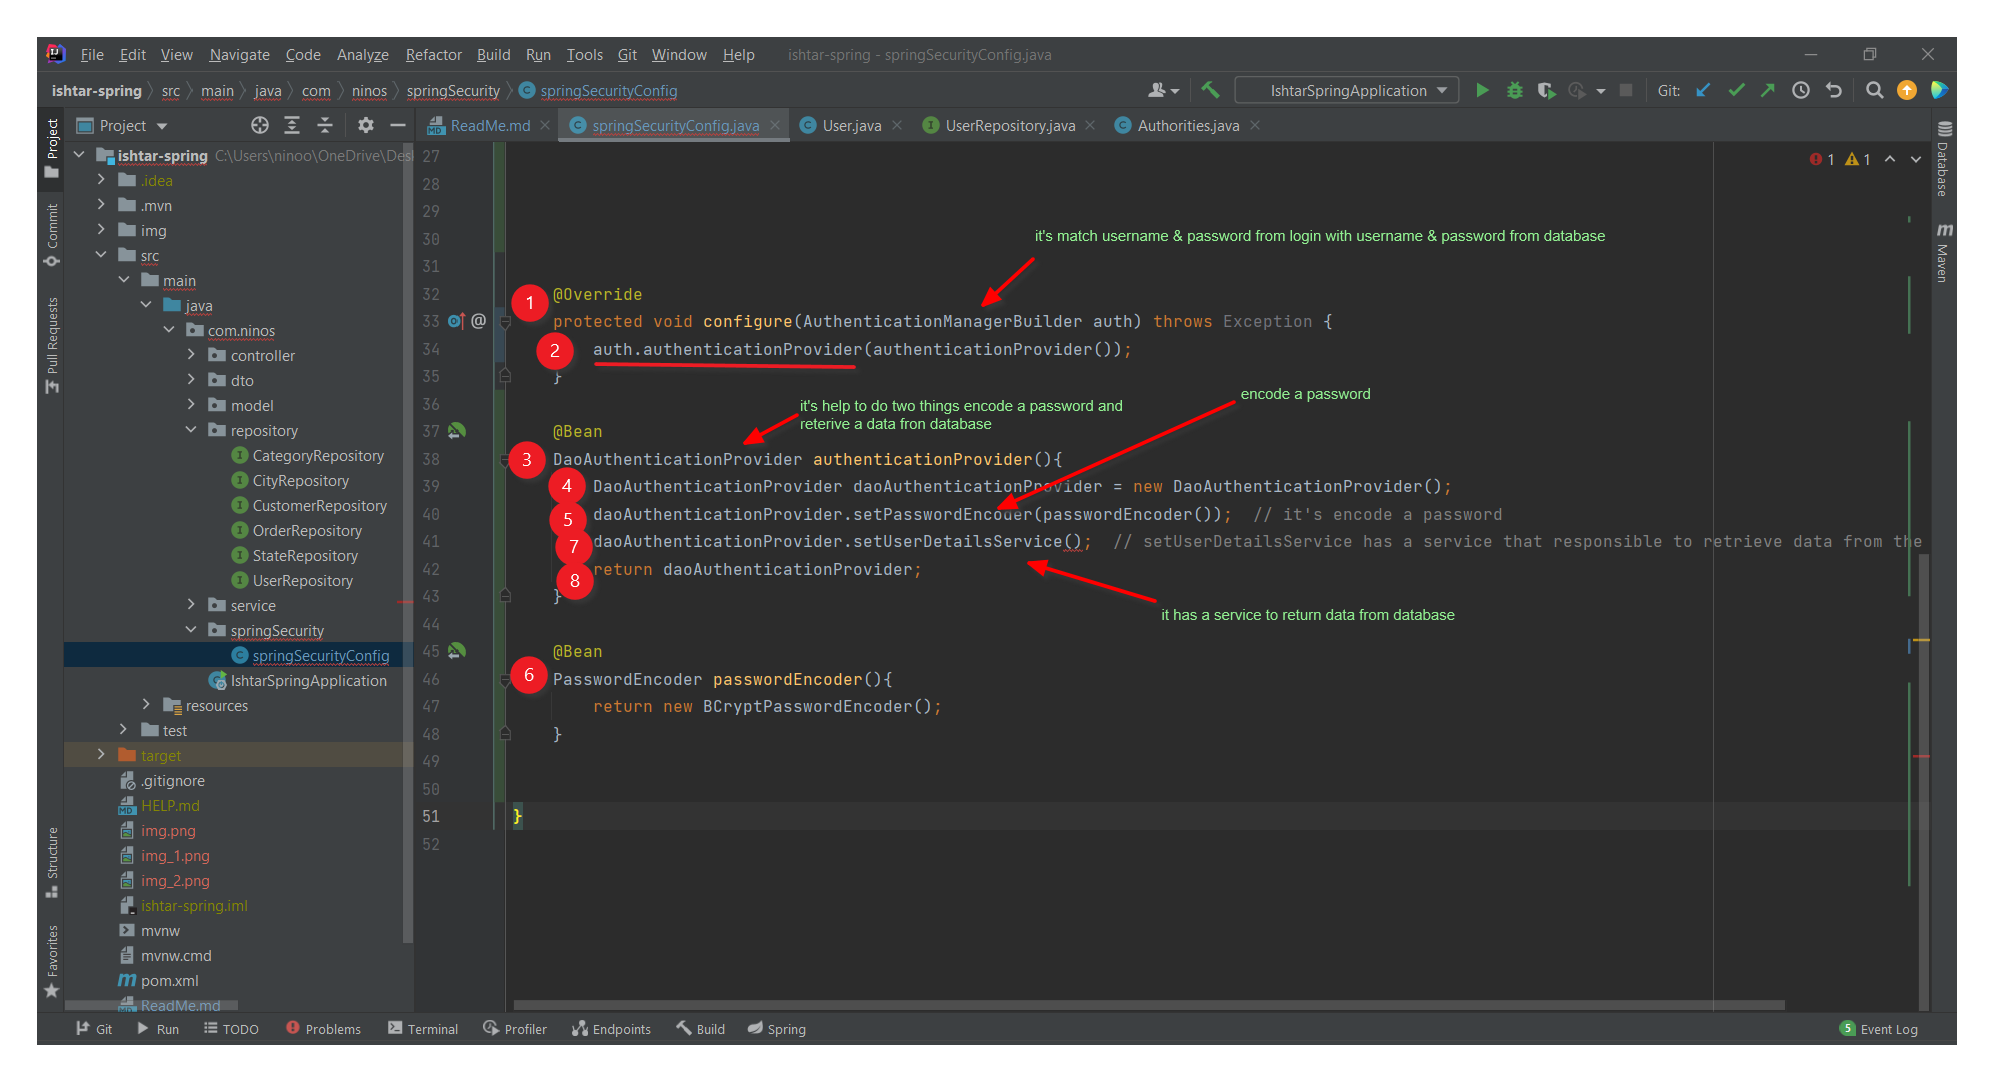 File Edit View Navigate Code Analyze Refactor Build Run Tools Git Window Help ishtar-spring - springSecurityConfig.java
ishtar-spring src main java com ninos springSecurity springSecurityConfig IshtarSpringApplication Git:
Project ReadMe.md springSecurityConfig.java User.java UserRepository.java Authorities.java
Project
Commit
Pull Requests
Structure
Favorites
ishtar-spring C:\Users\ninoo\OneDrive\Des
.idea
.mvn
img
src
main
java
com.ninos
controller
dto
model
repository
CategoryRepository
CityRepository
CustomerRepository
OrderRepository
StateRepository
UserRepository
service
springSecurity
springSecurityConfig
IshtarSpringApplication
resources
test
target
.gitignore
HELP.md
img.png
img_1.png
img_2.png
ishtar-spring.iml
mvnw
mvnw.cmd
pom.xml
ReadMe.md
1 1
27
28
29
30
it's match username & password from login with username & password from database
31
32 @Override
1
33 protected void configure(AuthenticationManagerBuilder auth) throws Exception {
2
34 auth.authenticationProvider(authenticationProvider());
35 }
36
encode a password
it's help to do two things encode a password and
reterive a data fron database
37 @Bean
3
38 DaoAuthenticationProvider authenticationProvider(){
4
39 DaoAuthenticationProvider daoAuthenticationProvider = new DaoAuthenticationProvider();
5
40 daoAuthenticationProvider.setPasswordEncoder(passwordEncoder()); // it's encode a password
7
41 daoAuthenticationProvider.setUserDetailsService(); // setUserDetailsService has a service that responsible to retrieve data from the
8
42 return daoAuthenticationProvider;
43 }
it has a service to return data from database
44
45 @Bean
6
46 PasswordEncoder passwordEncoder(){
47 return new BCryptPasswordEncoder();
48 }
49
50
51 }
52
Database
Maven
Git Run TODO Problems Terminal Profiler Endpoints Build Spring 5 Event Log